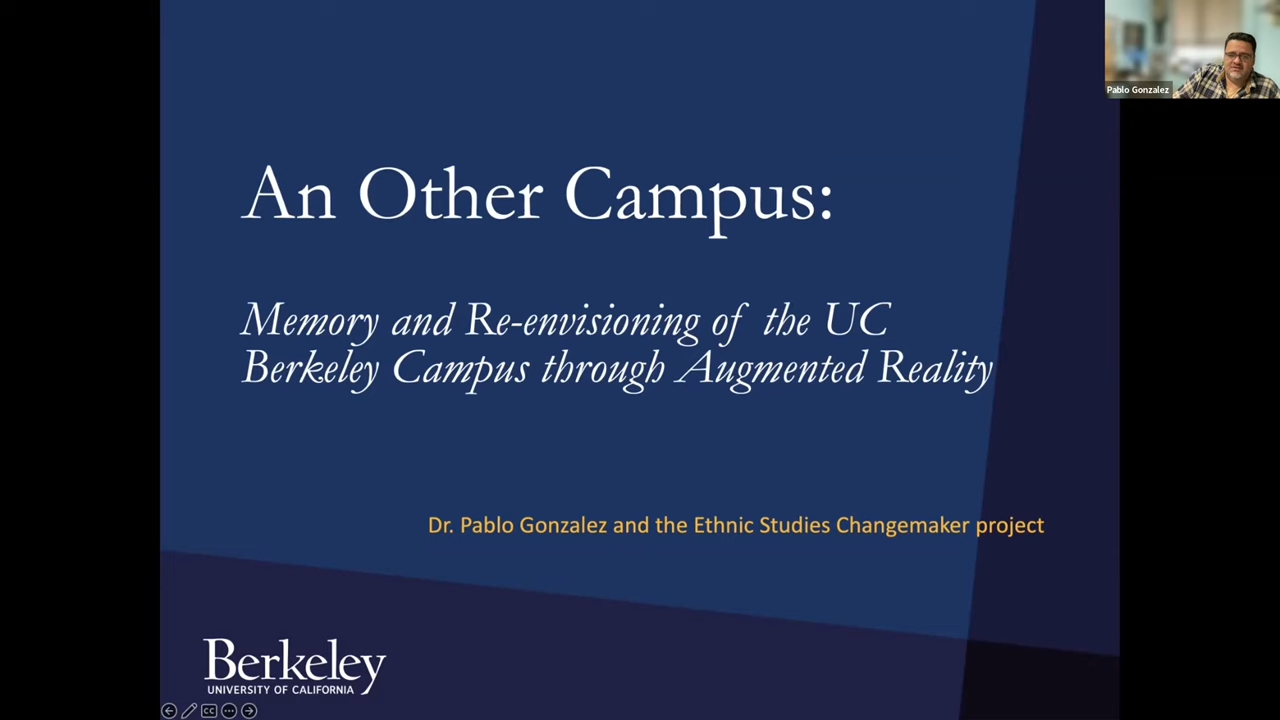 Pablo Gonzalez
An Other Campus:
Memory and Re-envisioning of the UC
Berkeley Campus through Augmented Reality
Dr. Pablo Gonzalez and the Ethnic Studies Changemaker project
Berkeley
UNIVERSITY OF CALIFORNIA
CC